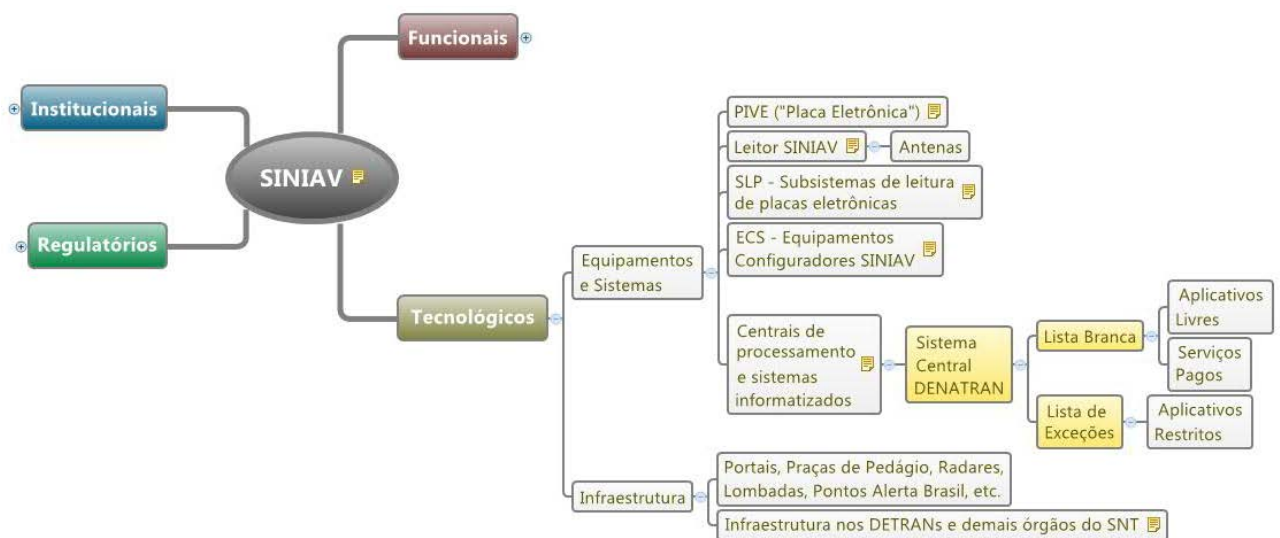 Funcionais
Institucionais
SINIAV
Regulatórios
Tecnológicos
Equipamentos
e Sistemas
PIVE ("Placa Eletrônica")
Leitor SINIAV
Antenas
SLP - Subsistemas de leitura
de placas eletrônicas
ECS - Equipamentos
Configuradores SINIAV
Centrais de
processamento
e sistemas
informatizados
Sistema
Central
DENATRAN
Lista Branca
Aplicativos
Livres
Serviços
Pagos
Lista de
Exceções
Aplicativos
Restritos
Infraestrutura
Portais, Praças de Pedágio, Radares,
Lombadas, Pontos Alerta Brasil, etc.
Infraestrutura nos DETRANs e demais órgãos do SNT